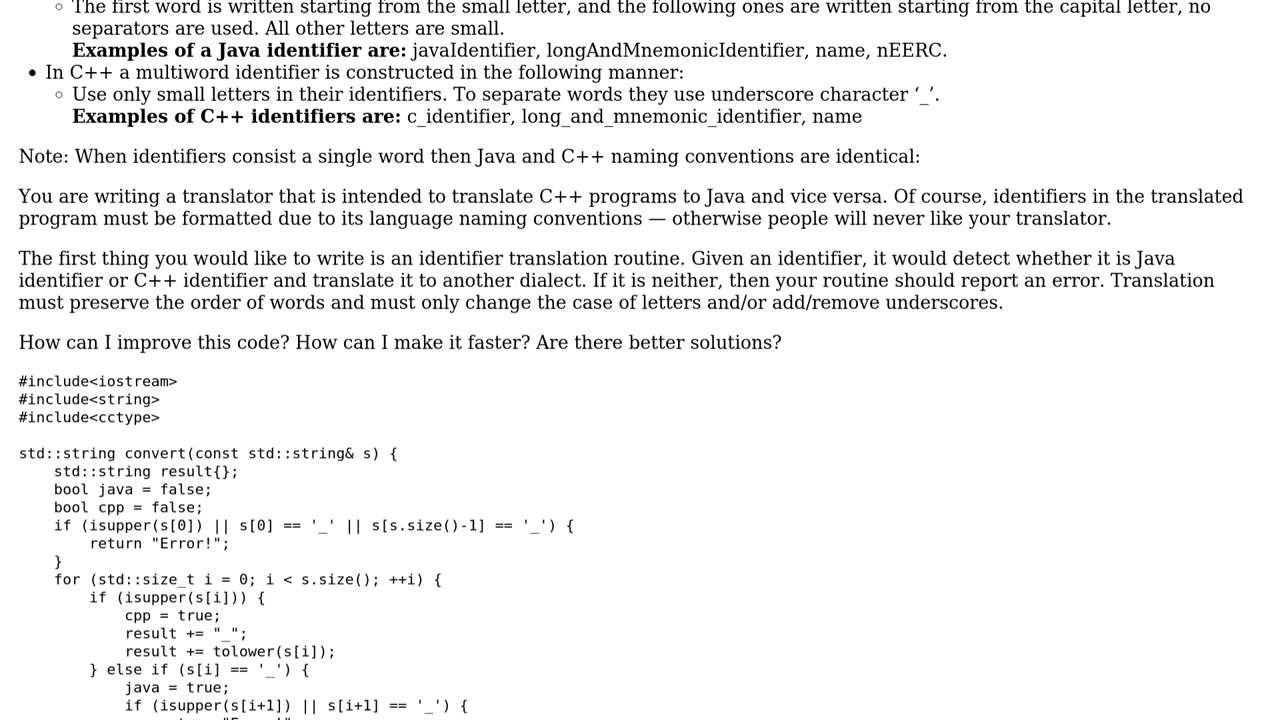 ◦ The first word is written starting from the small letter, and the following ones are written starting from the capital letter, no
separators are used. All other letters are small.
Examples of a Java identifier are: javaIdentifier, longAndMnemonicIdentifier, name, nEERC.
• In C++ a multiword identifier is constructed in the following manner:
◦ Use only small letters in their identifiers. To separate words they use underscore character ‘_’.
Examples of C++ identifiers are: c_identifier, long_and_mnemonic_identifier, name
Note: When identifiers consist a single word then Java and C++ naming conventions are identical:
You are writing a translator that is intended to translate C++ programs to Java and vice versa. Of course, identifiers in the translated
program must be formatted due to its language naming conventions — otherwise people will never like your translator.
The first thing you would like to write is an identifier translation routine. Given an identifier, it would detect whether it is Java
identifier or C++ identifier and translate it to another dialect. If it is neither, then your routine should report an error. Translation
must preserve the order of words and must only change the case of letters and/or add/remove underscores.
How can I improve this code? How can I make it faster? Are there better solutions?
#include<iostream>
#include<string>
#include<cctype>
std::string convert(const std::string& s) {
    std::string result{};
    bool java = false;
    bool cpp = false;
    if (isupper(s[0]) || s[0] == '_' || s[s.size()-1] == '_') {
        return "Error!";
    }
    for (std::size_t i = 0; i < s.size(); ++i) {
        if (isupper(s[i])) {
            cpp = true;
            result += "_";
            result += tolower(s[i]);
        } else if (s[i] == '_') {
            java = true;
            if (isupper(s[i+1]) || s[i+1] == '_') {